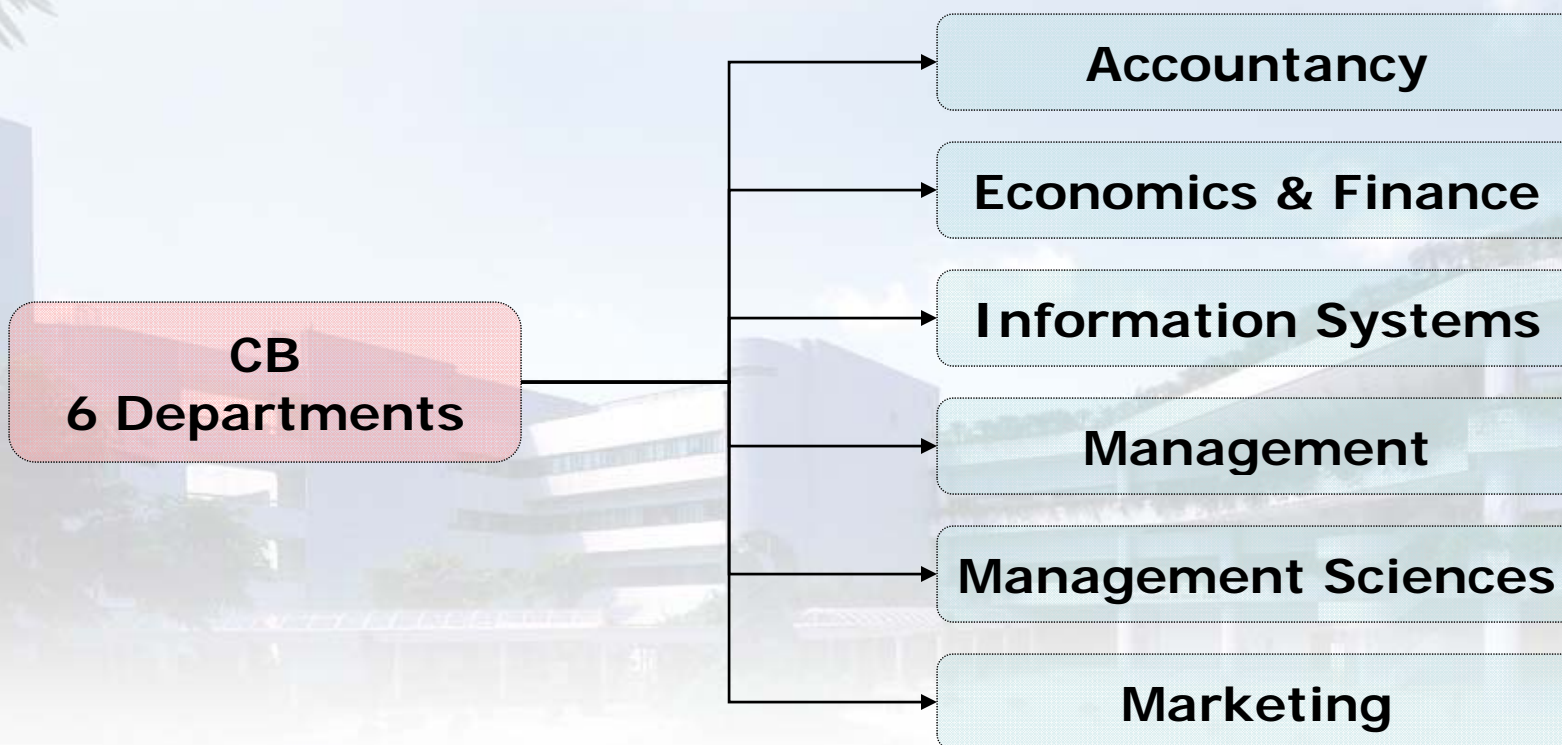 Accountancy
Economics & Finance
Information Systems
CB
6 Departments
Management
Management Sciences
Marketing